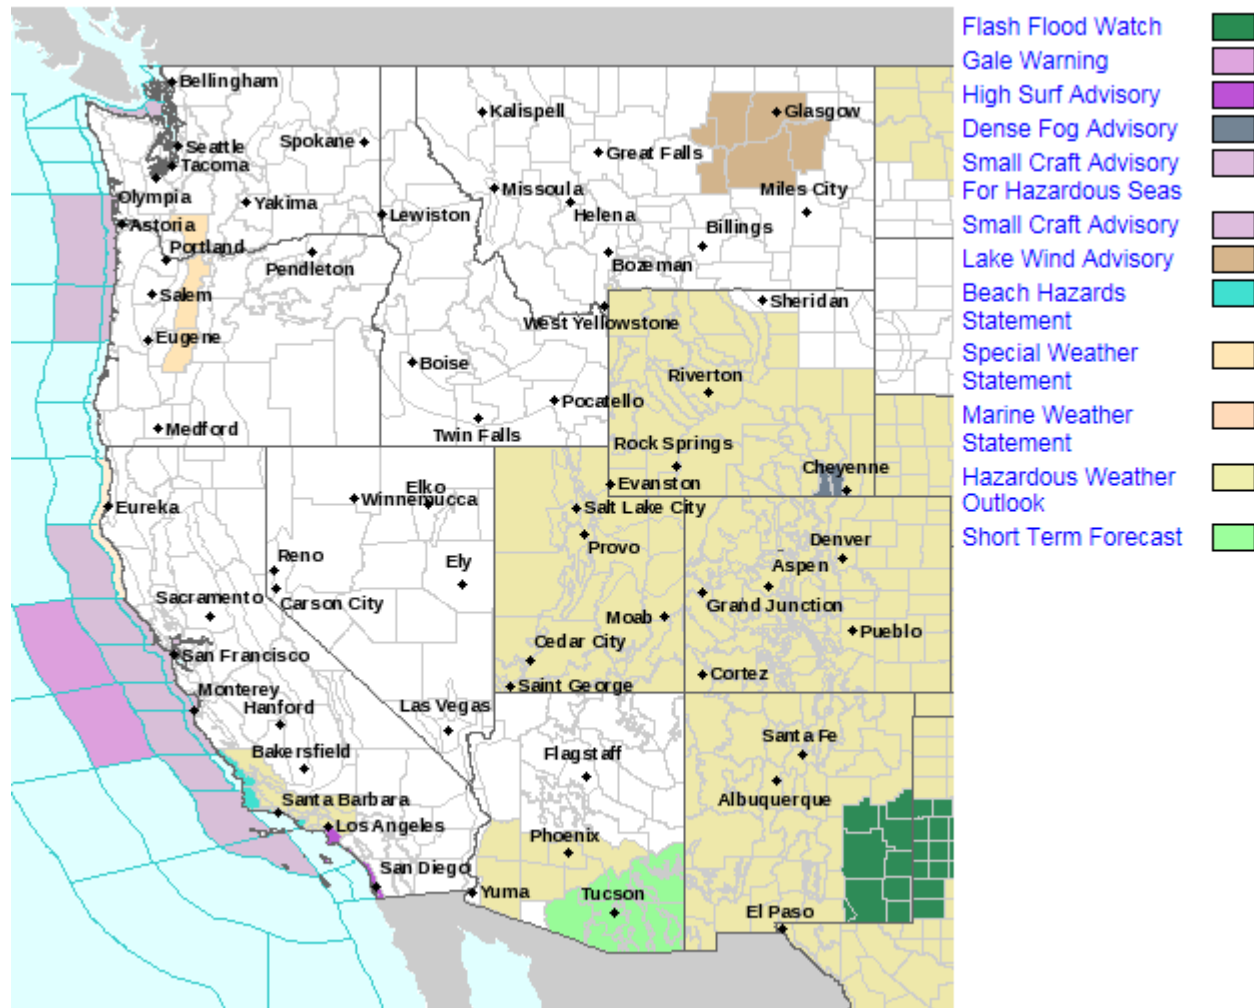 Flash Flood Watch
Gale Warning
High Surf Advisory
Dense Fog Advisory
Small Craft Advisory
For Hazardous Seas
Small Craft Advisory
Lake Wind Advisory
Beach Hazards
Statement
Special Weather
Statement
Marine Weather
Statement
Hazardous Weather
Outlook
Short Term Forecast
Bellingham
Seattle
Tacoma
Olympia
Spokane
Yakima
Astoria
Portland
Pendleton
Salem
Eugene
Medford
Lewiston
Kalispell
Great Falls
Glasgow
Missoula
Helena
Miles City
Billings
Bozeman
West Yellowstone
Sheridan
Boise
Pocatello
Twin Falls
Riverton
Rock Springs
Evanston
Cheyenne
Eureka
Elko
Winnemucca
Reno
Carson City
Ely
Sacramento
San Francisco
Monterey
Hanford
Bakersfield
Las Vegas
Santa Barbara
Los Angeles
San Diego
Salt Lake City
Provo
Moab
Cedar City
Saint George
Denver
Aspen
Grand Junction
Pueblo
Cortez
Flagstaff
Phoenix
Yuma
Tucson
Santa Fe
Albuquerque
El Paso